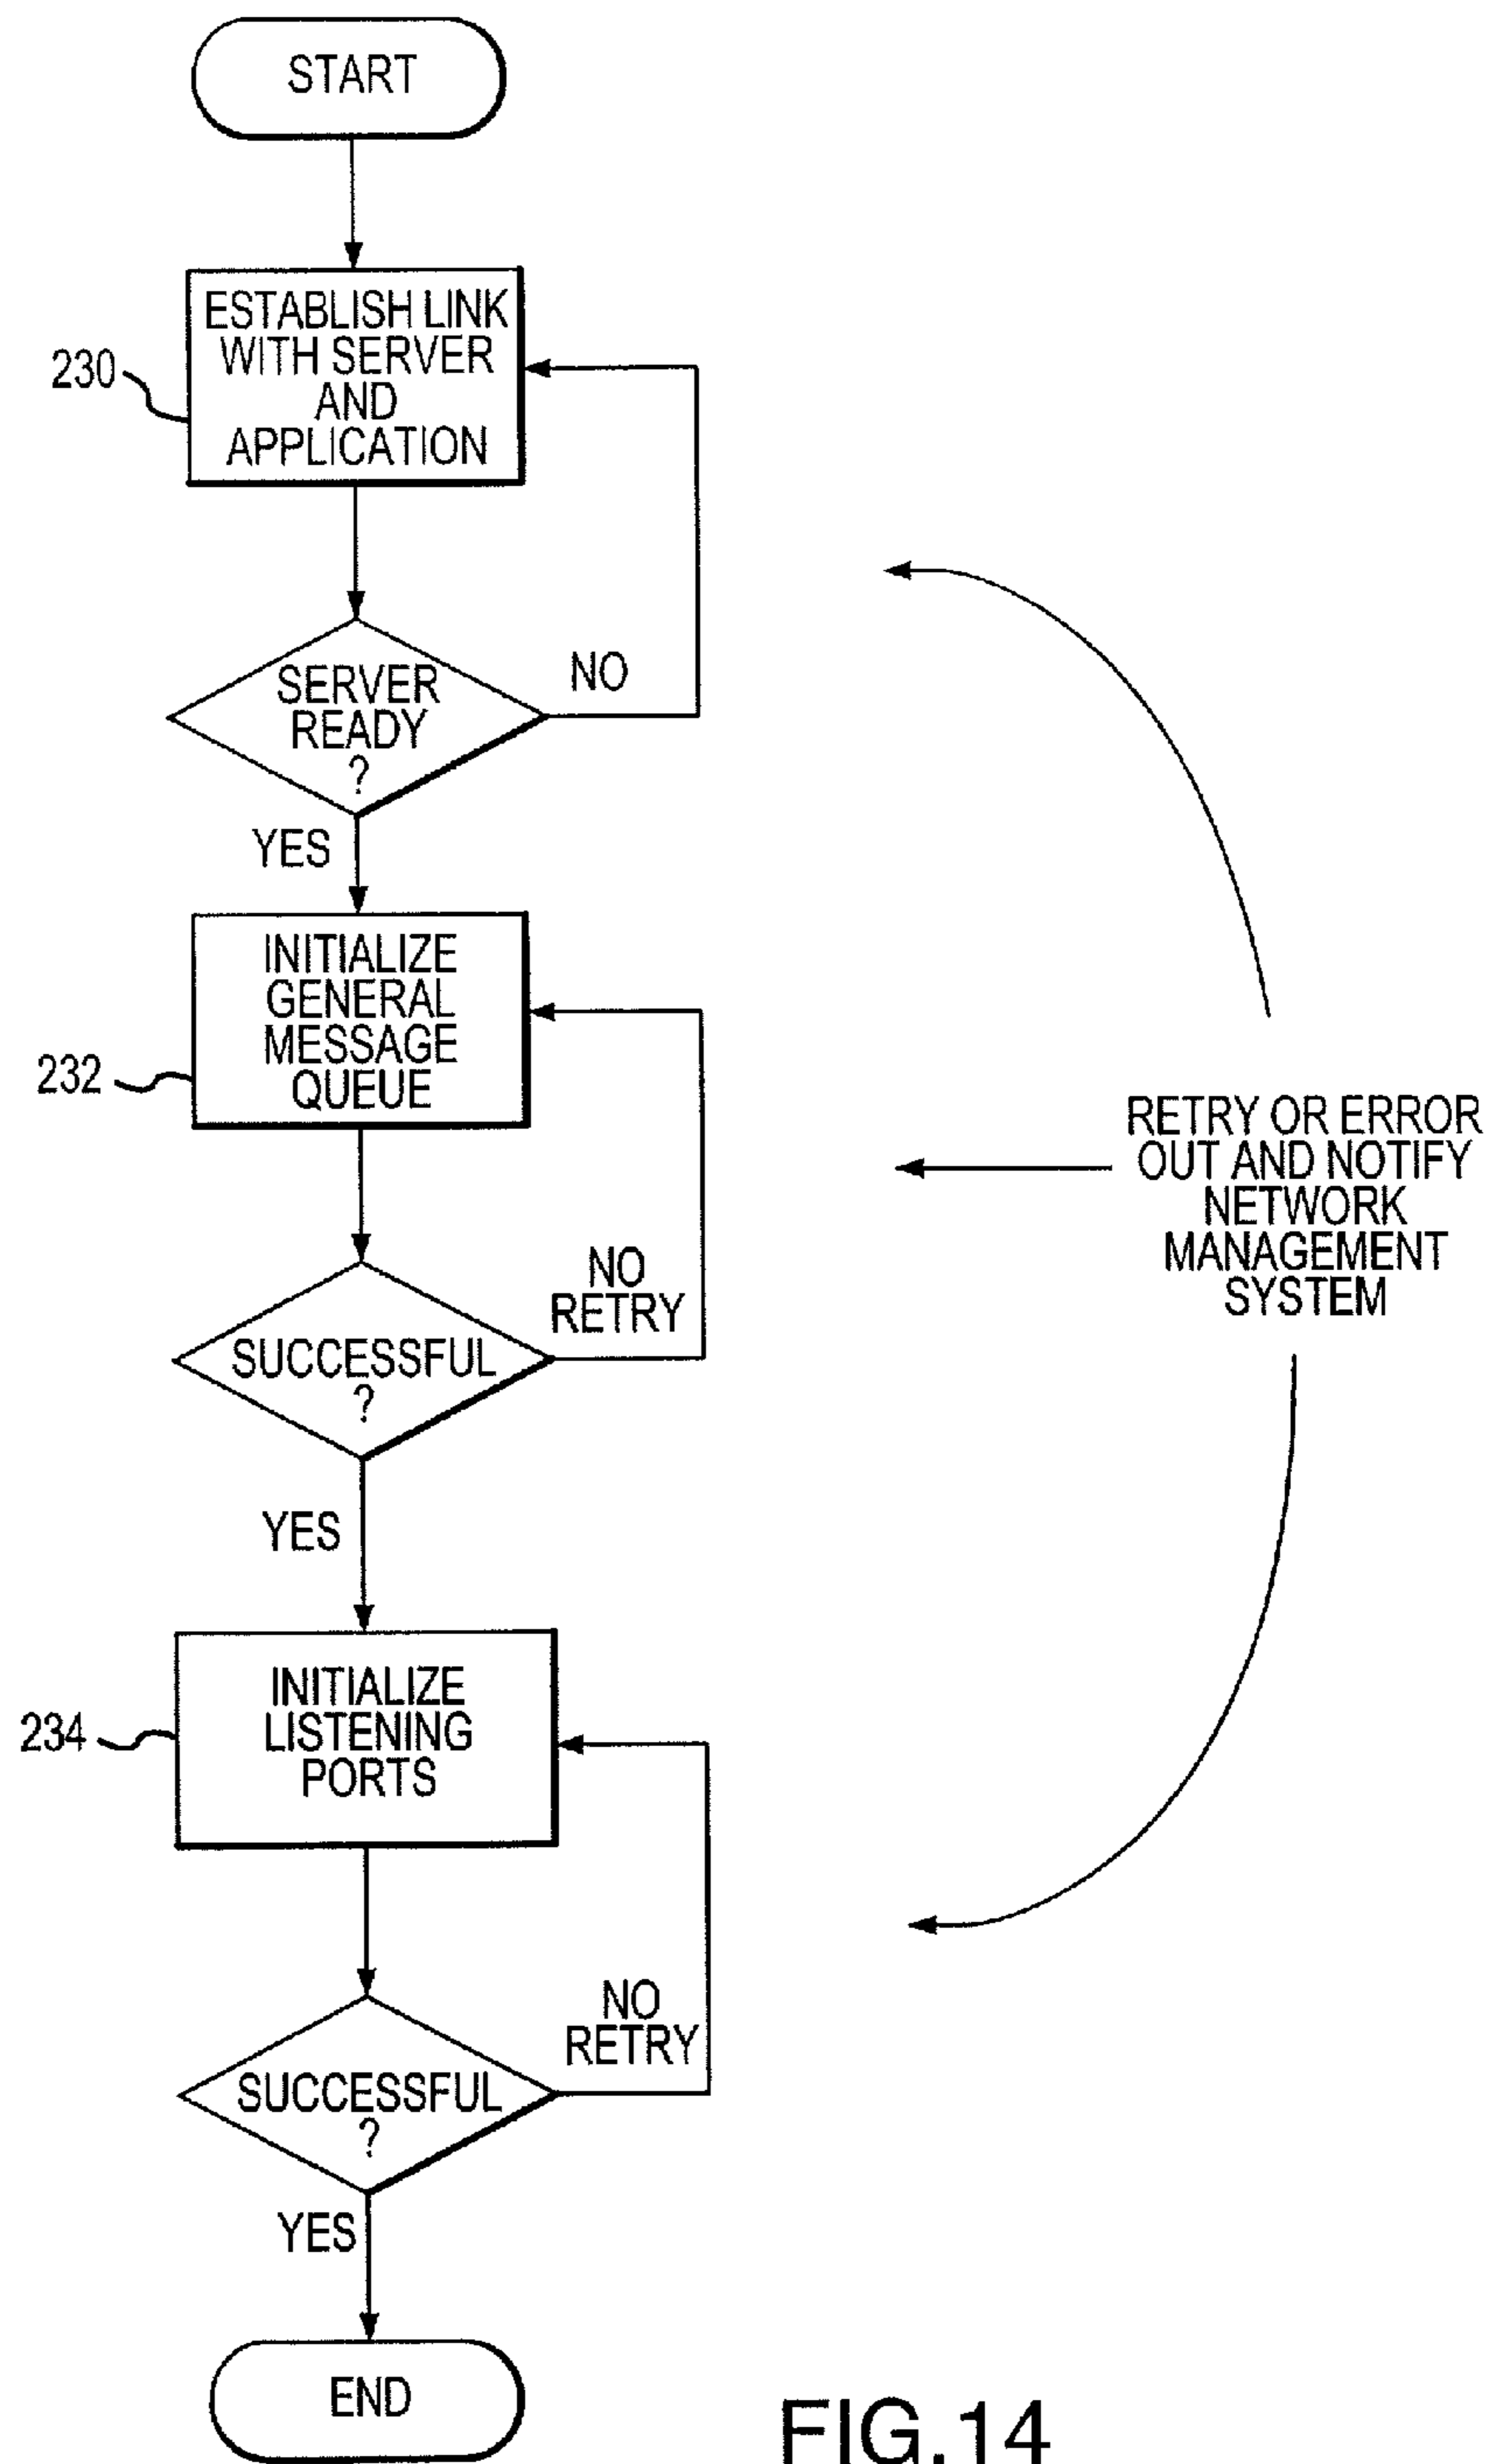 START
ESTABLISH LINK
WITH SERVER
AND
APPLICATION
230
SERVER
READY
?
NO
YES
INITIALIZE
GENERAL
MESSAGE
QUEUE
232
RETRY OR ERROR
OUT AND NOTIFY
NETWORK
MANAGEMENT
SYSTEM
SUCCESSFUL
?
NO
RETRY
YES
INITIALIZE
LISTENING
PORTS
234
SUCCESSFUL
?
NO
RETRY
YES
END
FIG.14